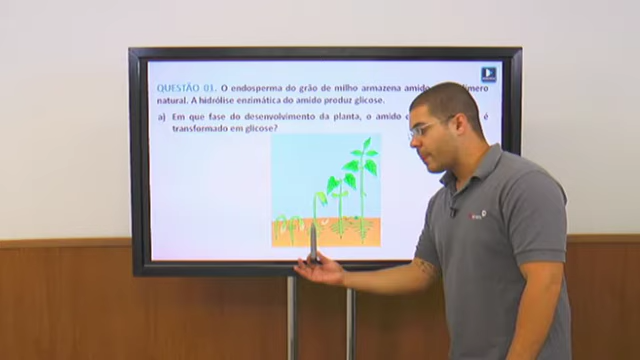 QUESTÃO 01. O endosperma do grão de milho armazena amido
natural. A hidrólise enzimática do amido produz glicose.
a) Em que fase do desenvolvimento da planta, o amido é
transformado em glicose?